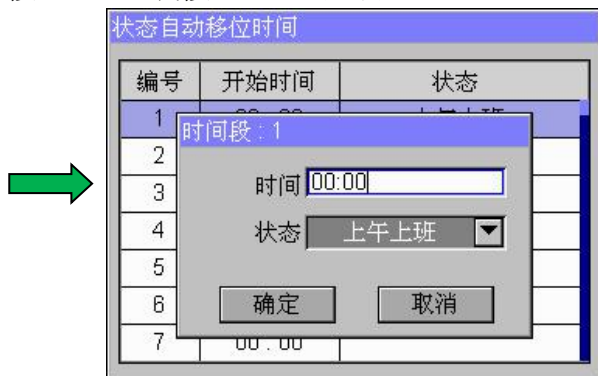 状态自动移位时间
编号 开始时间 状态
1
时间段:1
2
时间 00:00
3
4 状态 上午上班
5
6 确定 取消
7 00:00